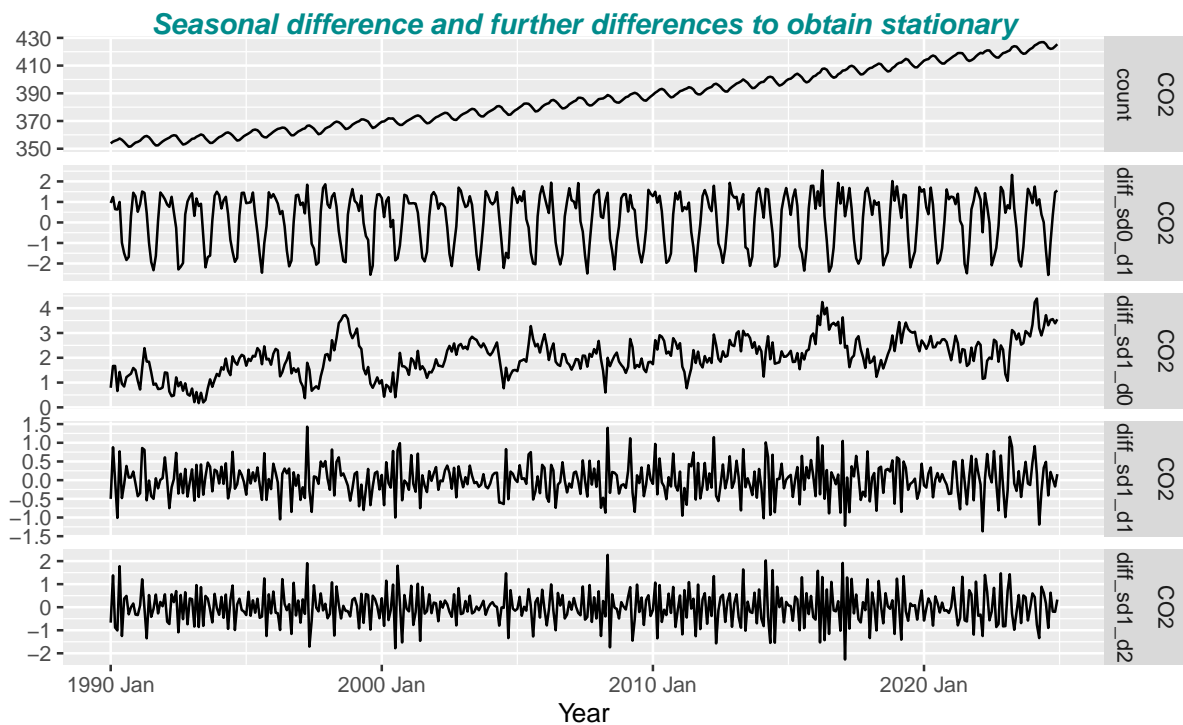 Seasonal difference and further differences to obtain stationary
430
410
390
370
350
CO2
count
2
1
0
−1
−2
CO2
diff_sd0_d1
4
3
2
1
0
CO2
diff_sd1_d0
1.5
1.0
0.5
0.0
−0.5
−1.0
−1.5
CO2
diff_sd1_d1
2
1
0
−1
−2
CO2
diff_sd1_d2
1990 Jan
2000 Jan
2010 Jan
2020 Jan
Year